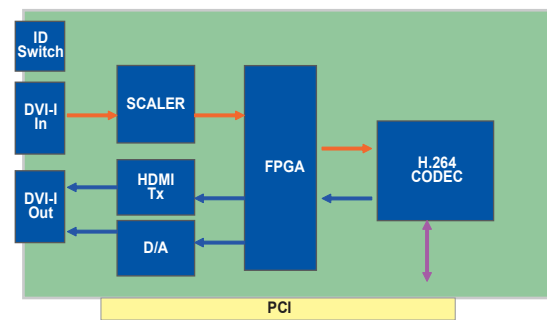 ID
Switch
DVI-I
In
SCALER
FPGA
H.264
CODEC
HDMI
Tx
DVI-I
Out
D/A
PCI